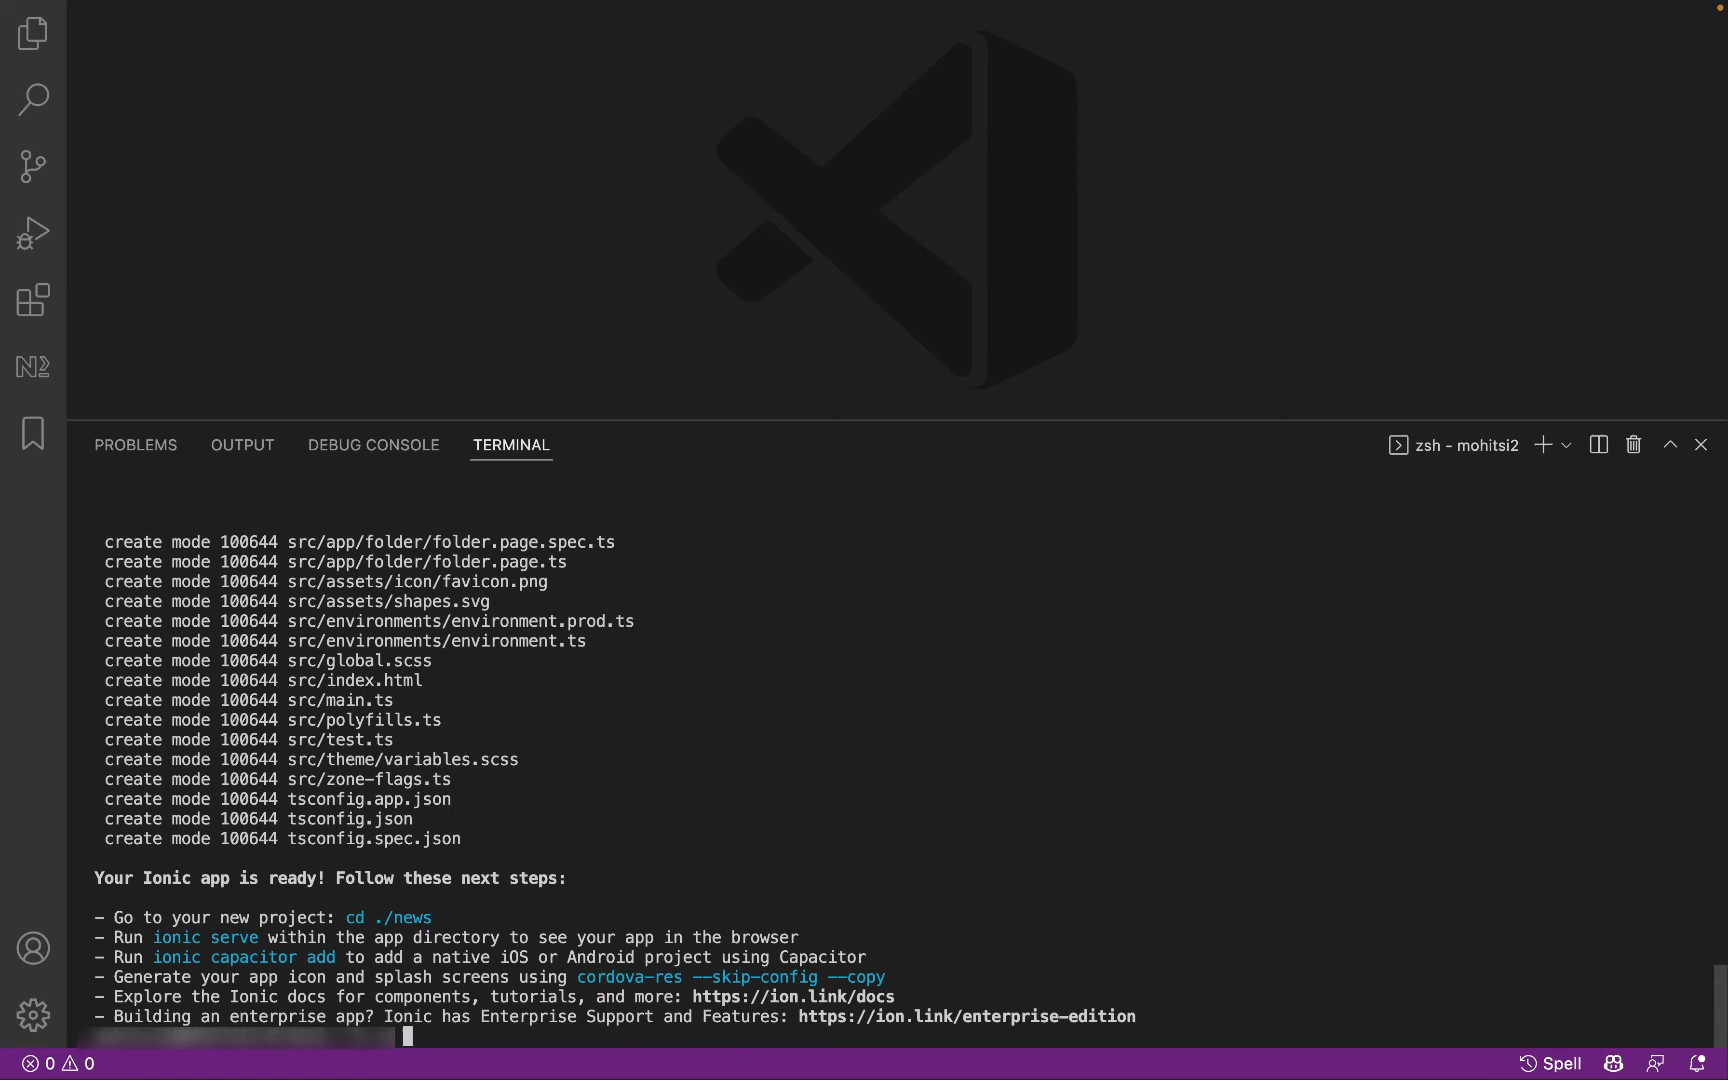 PROBLEMS OUTPUT DEBUG CONSOLE TERMINAL zsh - mohitsi2
create mode 100644 src/app/folder/folder.page.spec.ts
create mode 100644 src/app/folder/folder.page.ts
create mode 100644 src/assets/icon/favicon.png
create mode 100644 src/assets/shapes.svg
create mode 100644 src/environments/environment.prod.ts
create mode 100644 src/environments/environment.ts
create mode 100644 src/global.scss
create mode 100644 src/index.html
create mode 100644 src/main.ts
create mode 100644 src/polyfills.ts
create mode 100644 src/test.ts
create mode 100644 src/theme/variables.scss
create mode 100644 src/zone-flags.ts
create mode 100644 tsconfig.app.json
create mode 100644 tsconfig.json
create mode 100644 tsconfig.spec.json
Your Ionic app is ready! Follow these next steps:
- Go to your new project: cd ./news
- Run ionic serve within the app directory to see your app in the browser
- Run ionic capacitor add to add a native iOS or Android project using Capacitor
- Generate your app icon and splash screens using cordova-res --skip-config --copy
- Explore the Ionic docs for components, tutorials, and more: https://ion.link/docs
- Building an enterprise app? Ionic has Enterprise Support and Features: https://ion.link/enterprise-edition
0 0 Spell